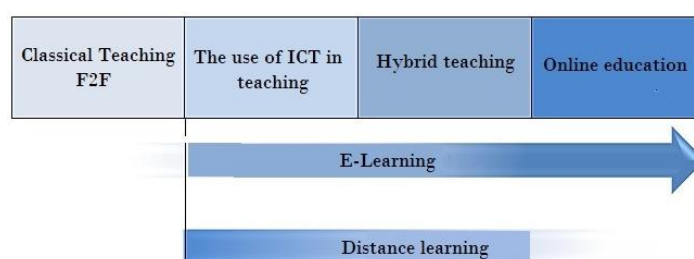 Classical Teaching
F2F
The use of ICT in
teaching
Hybrid teaching
Online education
E-Learning
Distance learning